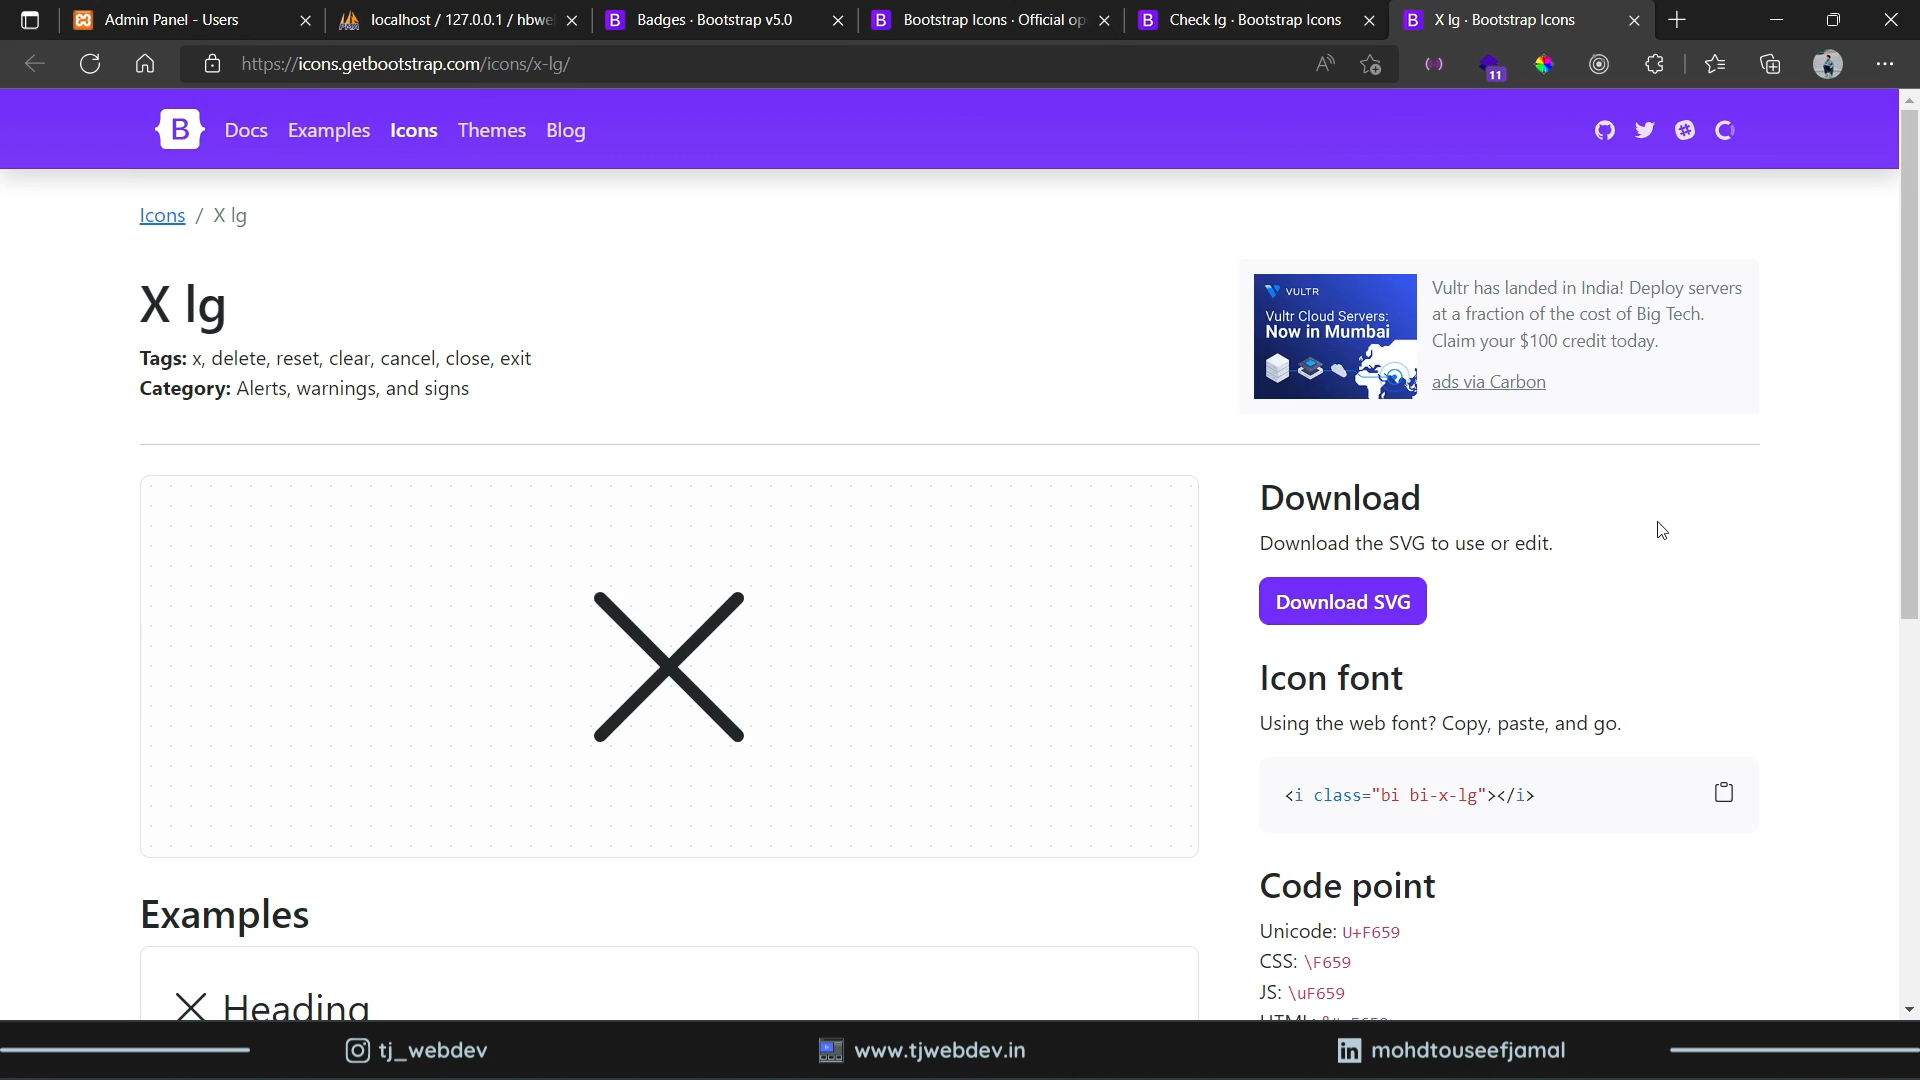 Admin Panel - Users
localhost / 127.0.0.1 / hbwe
Badges · Bootstrap v5.0
Bootstrap Icons · Official op
Check lg · Bootstrap Icons
X lg · Bootstrap Icons
https://icons.getbootstrap.com/icons/x-lg/
11
B
Docs
Examples
Icons
Themes
Blog
Icons / X lg
X lg
Tags: x, delete, reset, clear, cancel, close, exit
Category: Alerts, warnings, and signs
VULTR
Vultr Cloud Servers:
Now in Mumbai
Vultr has landed in India! Deploy servers
at a fraction of the cost of Big Tech.
Claim your $100 credit today.
ads via Carbon
Download
Download the SVG to use or edit.
Download SVG
Icon font
Using the web font? Copy, paste, and go.
<i class="bi bi-x-lg"></i>
Code point
Unicode: U+F659
CSS: \F659
JS: \uF659
Examples
Heading
tj_webdev
www.tjwebdev.in
mohdtouseefjamal